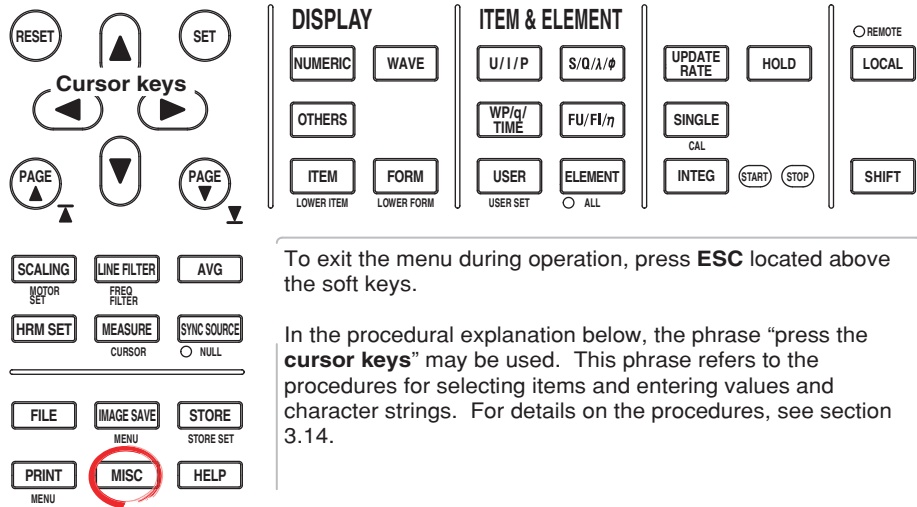 RESET
SET
Cursor keys
PAGE
PAGE
DISPLAY
NUMERIC WAVE
OTHERS
ITEM FORM
LOWER ITEM LOWER FORM
ITEM & ELEMENT
U / I / P S/Q/λ/ϕ
WP/q/
TIME
FU/FI/η
USER ELEMENT
USER SET ALL
UPDATE
RATE
HOLD
SINGLE
CAL
INTEG START STOP
REMOTE
LOCAL
SHIFT
SCALING LINE FILTER AVG
MOTOR
SET
FREQ
FILTER
HRM SET MEASURE SYNC SOURCE
CURSOR NULL
FILE IMAGE SAVE STORE
MENU STORE SET
PRINT MISC HELP
MENU
To exit the menu during operation, press ESC located above
the soft keys.
In the procedural explanation below, the phrase “press the
cursor keys” may be used. This phrase refers to the
procedures for selecting items and entering values and
character strings. For details on the procedures, see section
3.14.